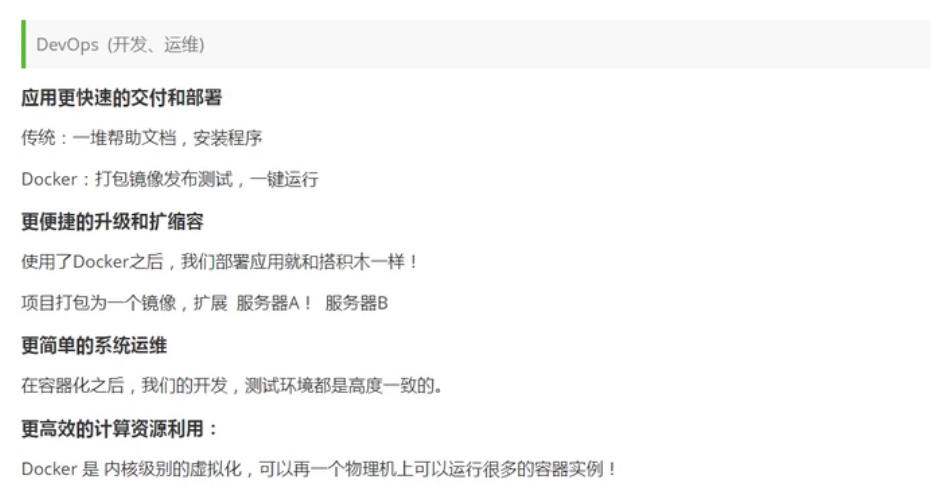 DevOps (开发、运维)
应用更快速的交付和部署
传统：一堆帮助文档，安装程序
Docker：打包镜像发布测试，一键运行
更便捷的升级和扩缩容
使用了Docker之后，我们部署应用就和搭积木一样！
项目打包为一个镜像，扩展 服务器A！ 服务器B
更简单的系统运维
在容器化之后，我们的开发，测试环境都是高度一致的。
更高效的计算资源利用：
Docker 是 内核级别的虚拟化，可以再一个物理机上可以运行很多的容器实例！